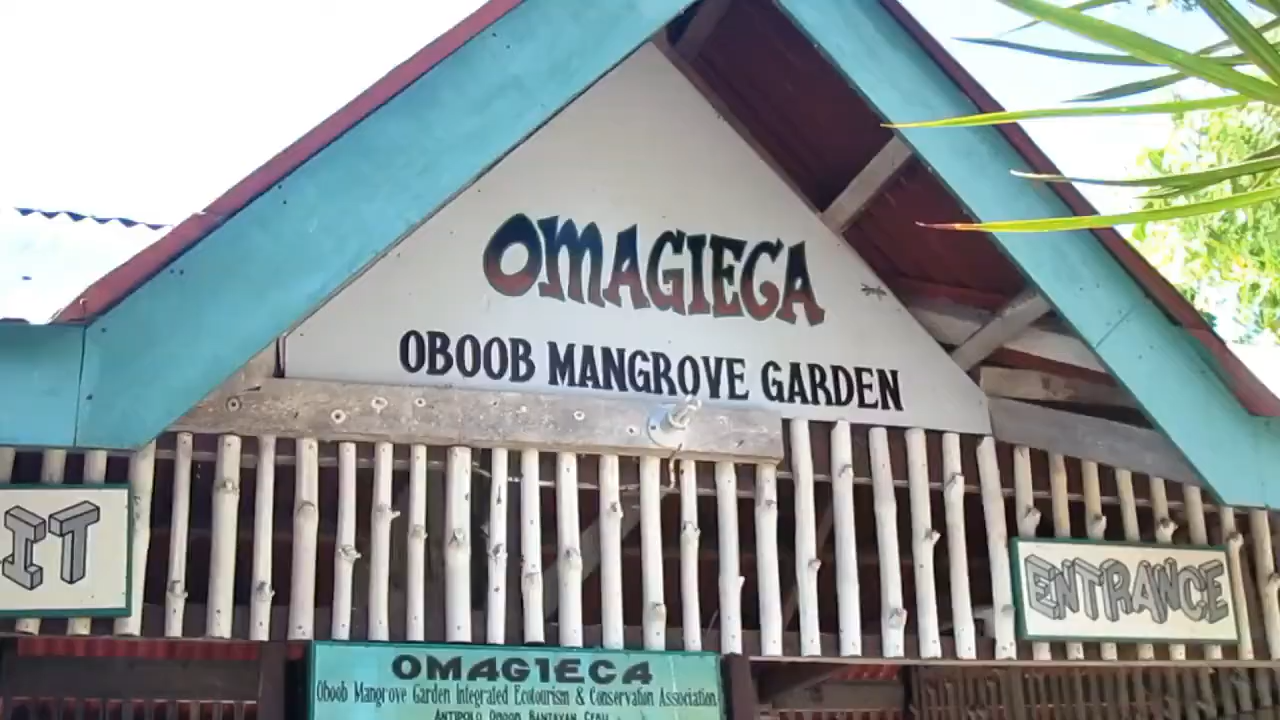 OMAGIECA
OBOOB MANGROVE GARDEN
IT
ENTRANCE
OMAGIECA
Oboob Mangrove Garden Integrated Ecotourism & Conservation Association
ANTIPOLO OBOOB, BANTAYAN, CEBU